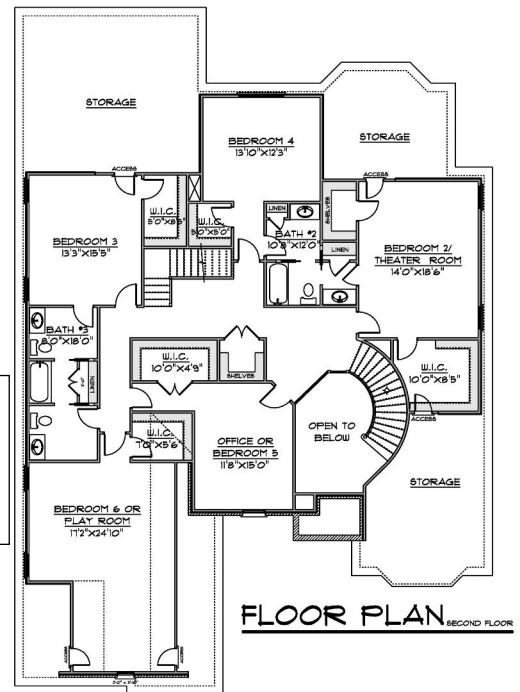 STORAGE
BEDROOM 4
13'10"X12'3"
STORAGE
ACCESS
ACCESS
W.I.C.
5'0"X8'5"
LINEN
SHELVES
W.I.C.
5'0"X5'0"
BATH #2
10'8"X12'0"
BEDROOM 3
13'3"X15'5"
LINEN
BEDROOM 2/
THEATER ROOM
14'0"X18'6"
BATH #3
8'0"X18'0"
W.I.C.
10'0"X4'9"
SHELVES
W.I.C.
10'0"X8'5"
LINEN
ACCESS
W.I.C.
7'0"X5'6"
OFFICE OR
BEDROOM 5
11'8"X15'0"
OPEN TO
BELOW
STORAGE
BEDROOM 6 OR
PLAY ROOM
17'2"X24'10"
FLOOR PLAN SECOND FLOOR
ACCESS
ACCESS